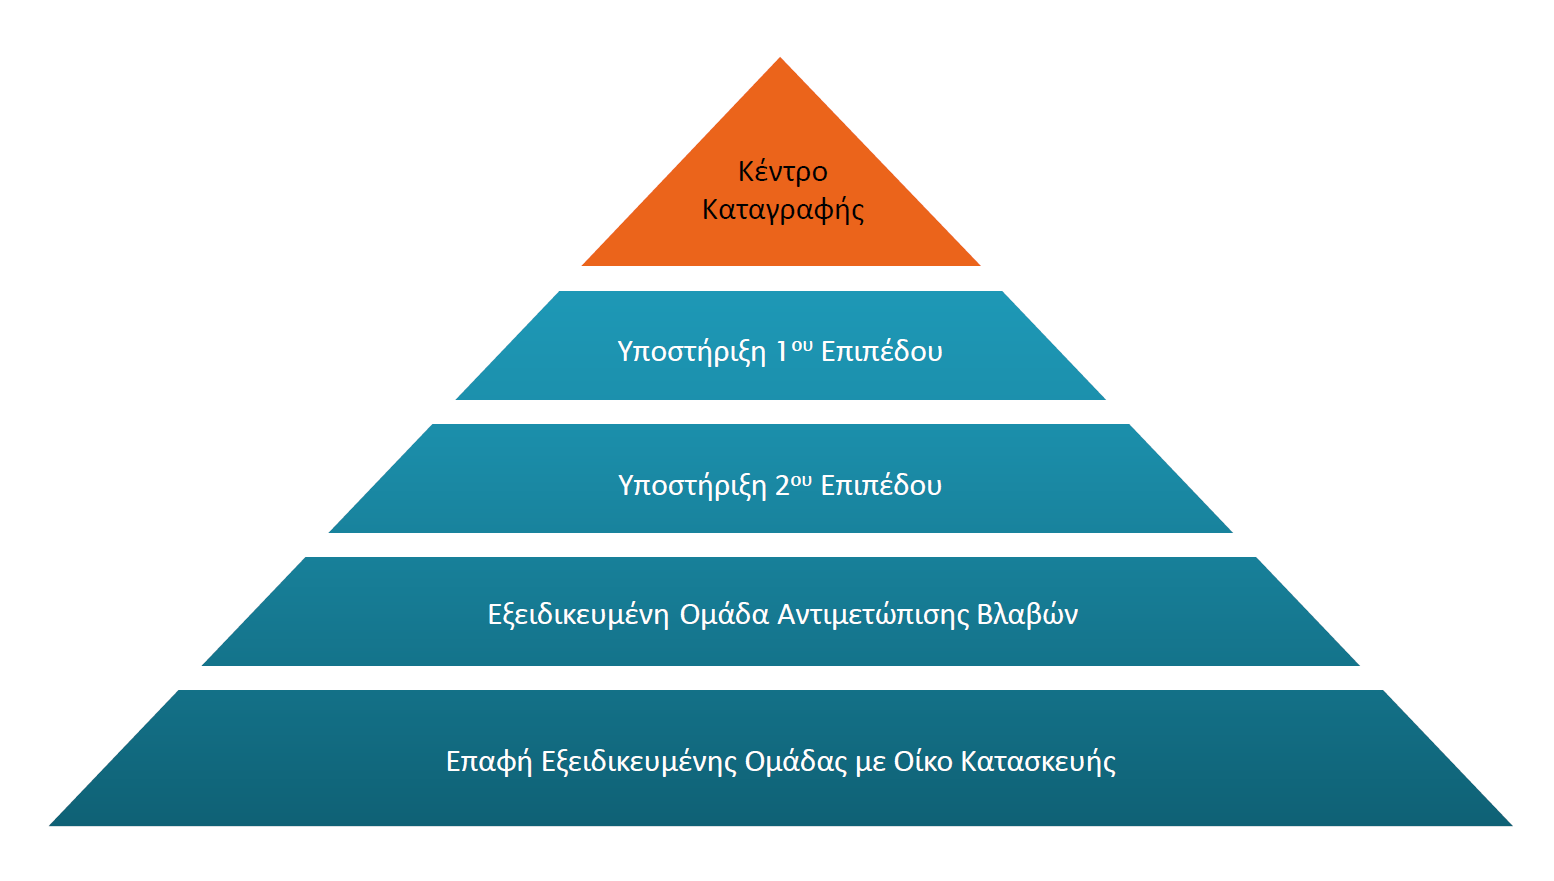 Κέντρο
Καταγραφής
Υποστήριξη 1ου Επιπέδου
Υποστήριξη 2ου Επιπέδου
Εξειδικευμένη Ομάδα Αντιμετώπισης Βλαβών
Επαφή Εξειδικευμένης Ομάδας με Οίκο Κατασκευής